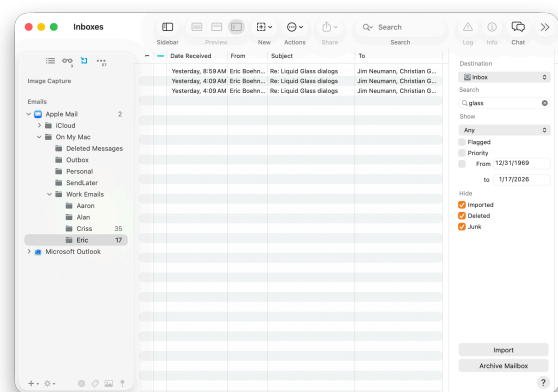 Inboxes
Sidebar Preview New Actions Share Search Log Info Chat
Search
Image Capture
Emails
Apple Mail 2
iCloud
On My Mac
Deleted Messages
Outbox
Personal
SendLater
Work Emails
Aaron
Alan
Criss 35
Eric 17
Microsoft Outlook
Date Received From Subject To
Yesterday, 8:59 AM Eric Boehn... Re: Liquid Glass dialogs Jim Neumann, Christian G...
Yesterday, 4:09 AM Eric Boehn... Re: Liquid Glass dialogs Jim Neumann, Christian G...
Yesterday, 4:09 AM Eric Boehn... Re: Liquid Glass dialogs Jim Neumann, Christian G...
Destination
Inbox
Search
glass
Show
Any
Flagged
Priority
From 12/31/1969
to 1/17/2026
Hide
Imported
Deleted
Junk
Import
Archive Mailbox
?